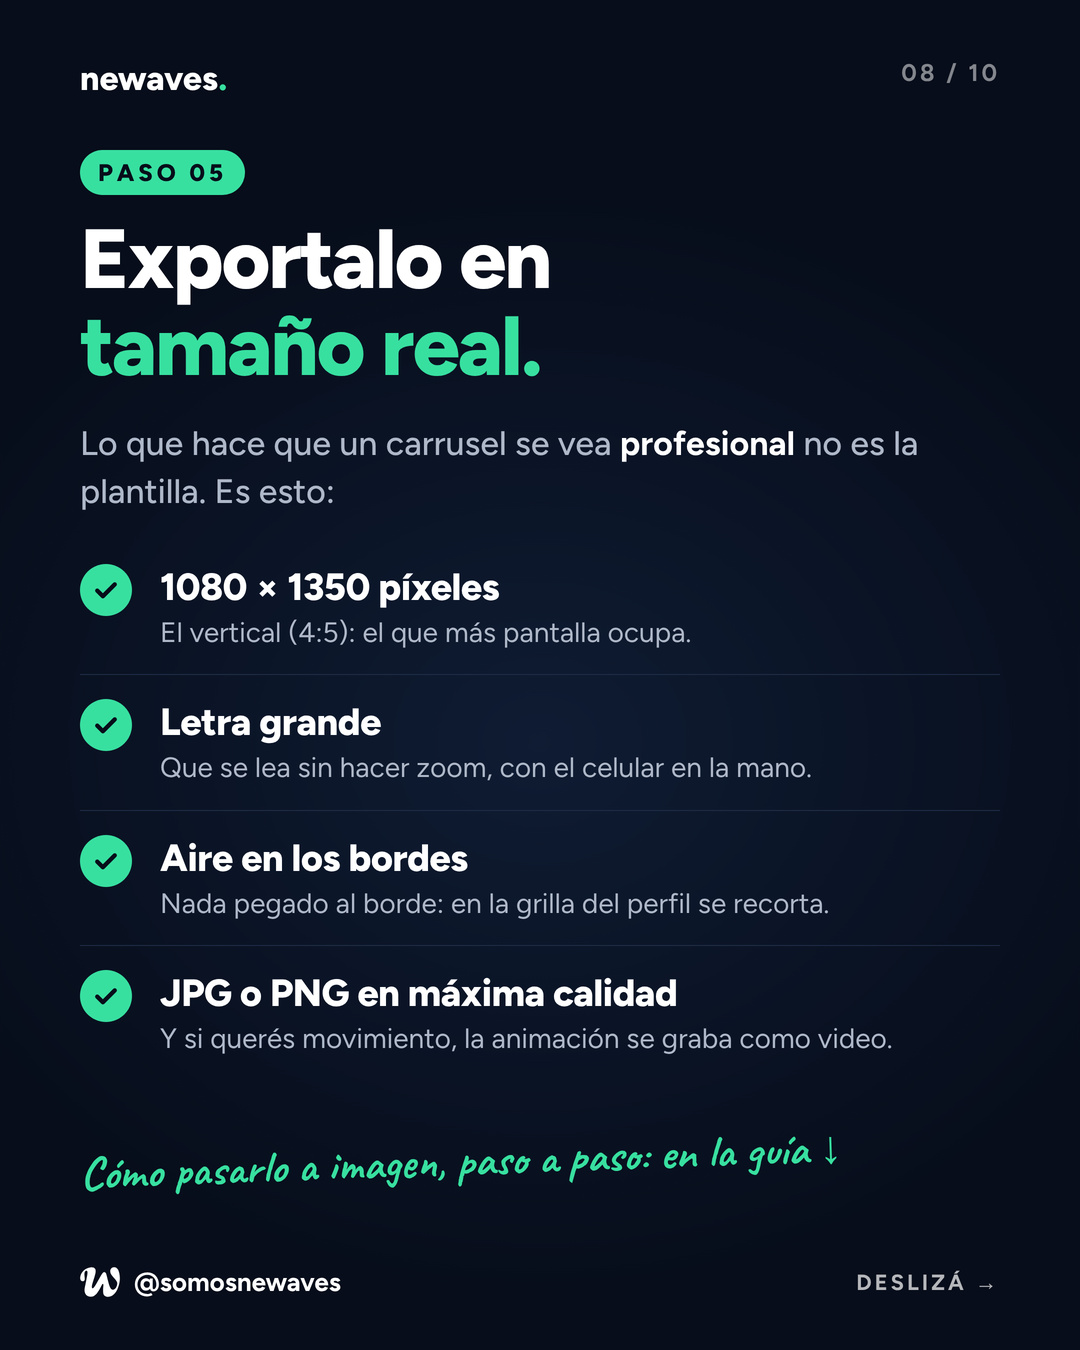 newaves.
08 / 10
PASO 05
Exportalo en
tamaño real.
Lo que hace que un carrusel se vea profesional no es la
plantilla. Es esto:
1080 × 1350 píxeles
El vertical (4:5): el que más pantalla ocupa.
Letra grande
Que se lea sin hacer zoom, con el celular en la mano.
Aire en los bordes
Nada pegado al borde: en la grilla del perfil se recorta.
JPG o PNG en máxima calidad
Y si querés movimiento, la animación se graba como video.
Cómo pasarlo a imagen, paso a paso: en la guía ↓
W @somosnewaves
DESLIZÁ →